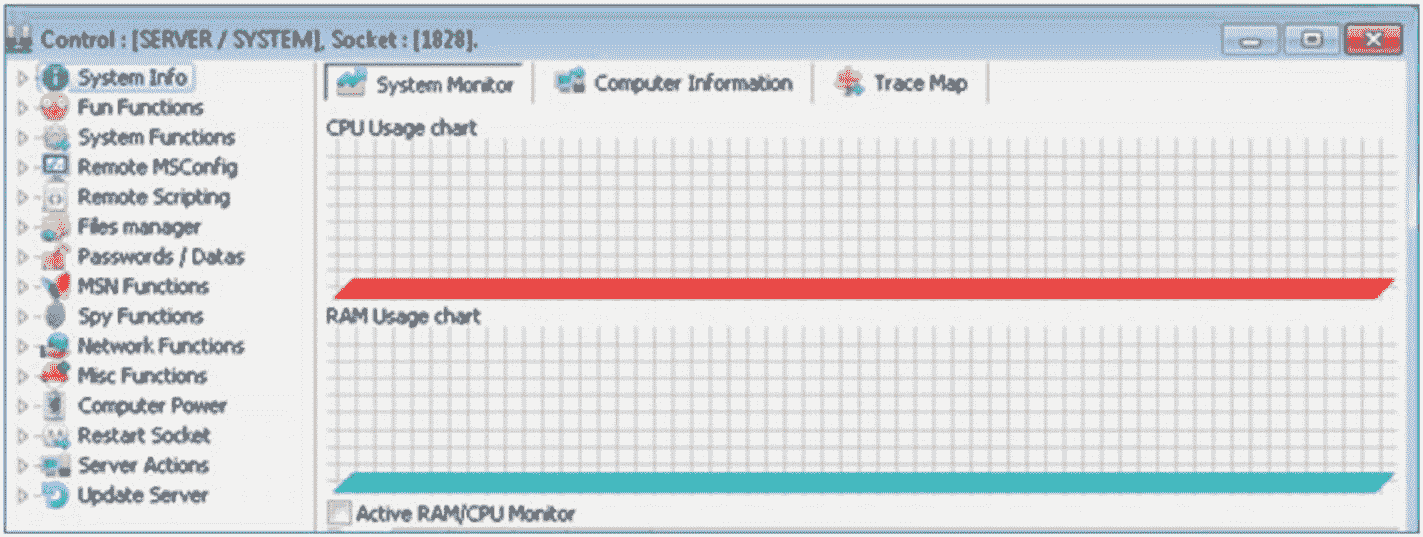 Control : [SERVER / SYSTEM], Socket : [1828].
System Info
Fun Functions
System Functions
Remote MSConfig
Remote Scripting
Files manager
Passwords / Datas
MSN Functions
Spy Functions
Network Functions
Misc Functions
Computer Power
Restart Socket
Server Actions
Update Server
System Monitor
Computer Information
Trace Map
CPU Usage chart
RAM Usage chart
Active RAM/CPU Monitor